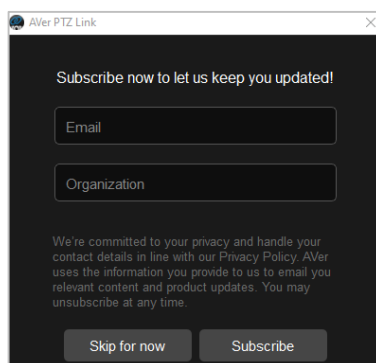 AVer PTZ Link
Subscribe now to let us keep you updated!
Email
Organization
We're committed to your privacy and handle your
contact details in line with our Privacy Policy. AVer
uses the information you provide to us to email you
relevant content and product updates. You may
unsubscribe at any time.
Skip for now
Subscribe